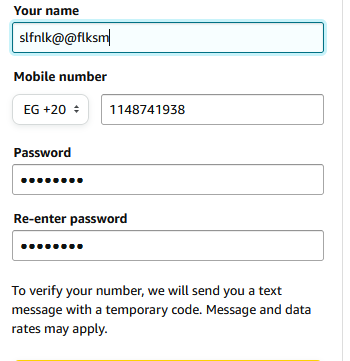 Your name
slfnlk@@flksm
Mobile number
EG +20 1148741938
Password
••••••••
Re-enter password
••••••••
To verify your number, we will send you a text
message with a temporary code. Message and data
rates may apply.